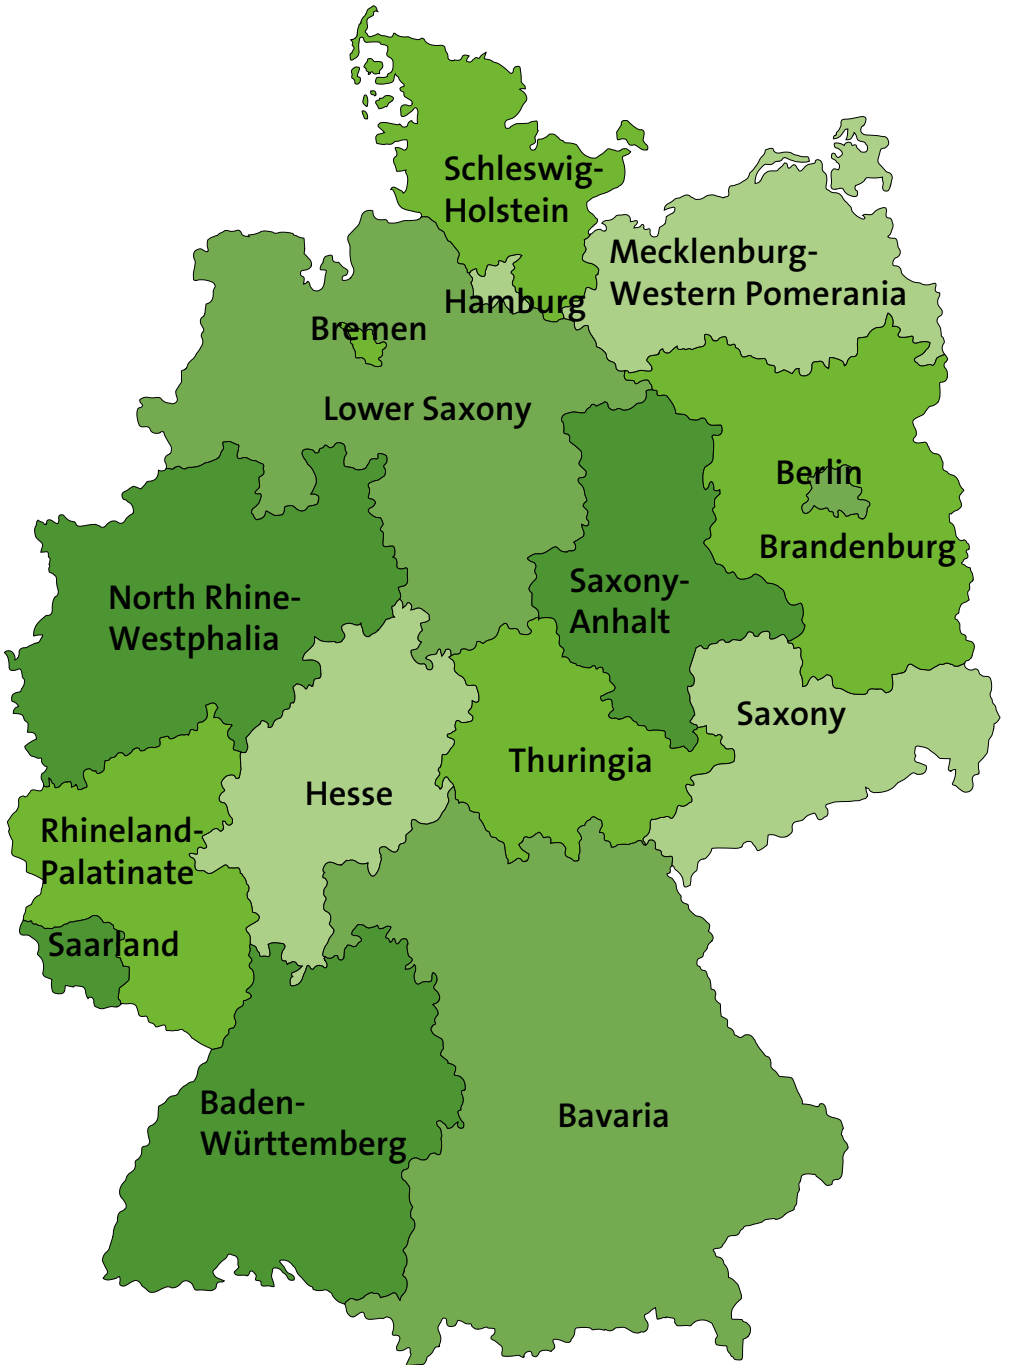 Schleswig-
Holstein
Mecklenburg-
Western Pomerania
Hamburg
Bremen
Lower Saxony
Berlin
Brandenburg
Saxony-
Anhalt
North Rhine-
Westphalia
Saxony
Thuringia
Hesse
Rhineland-
Palatinate
Saarland
Baden-
Württemberg
Bavaria